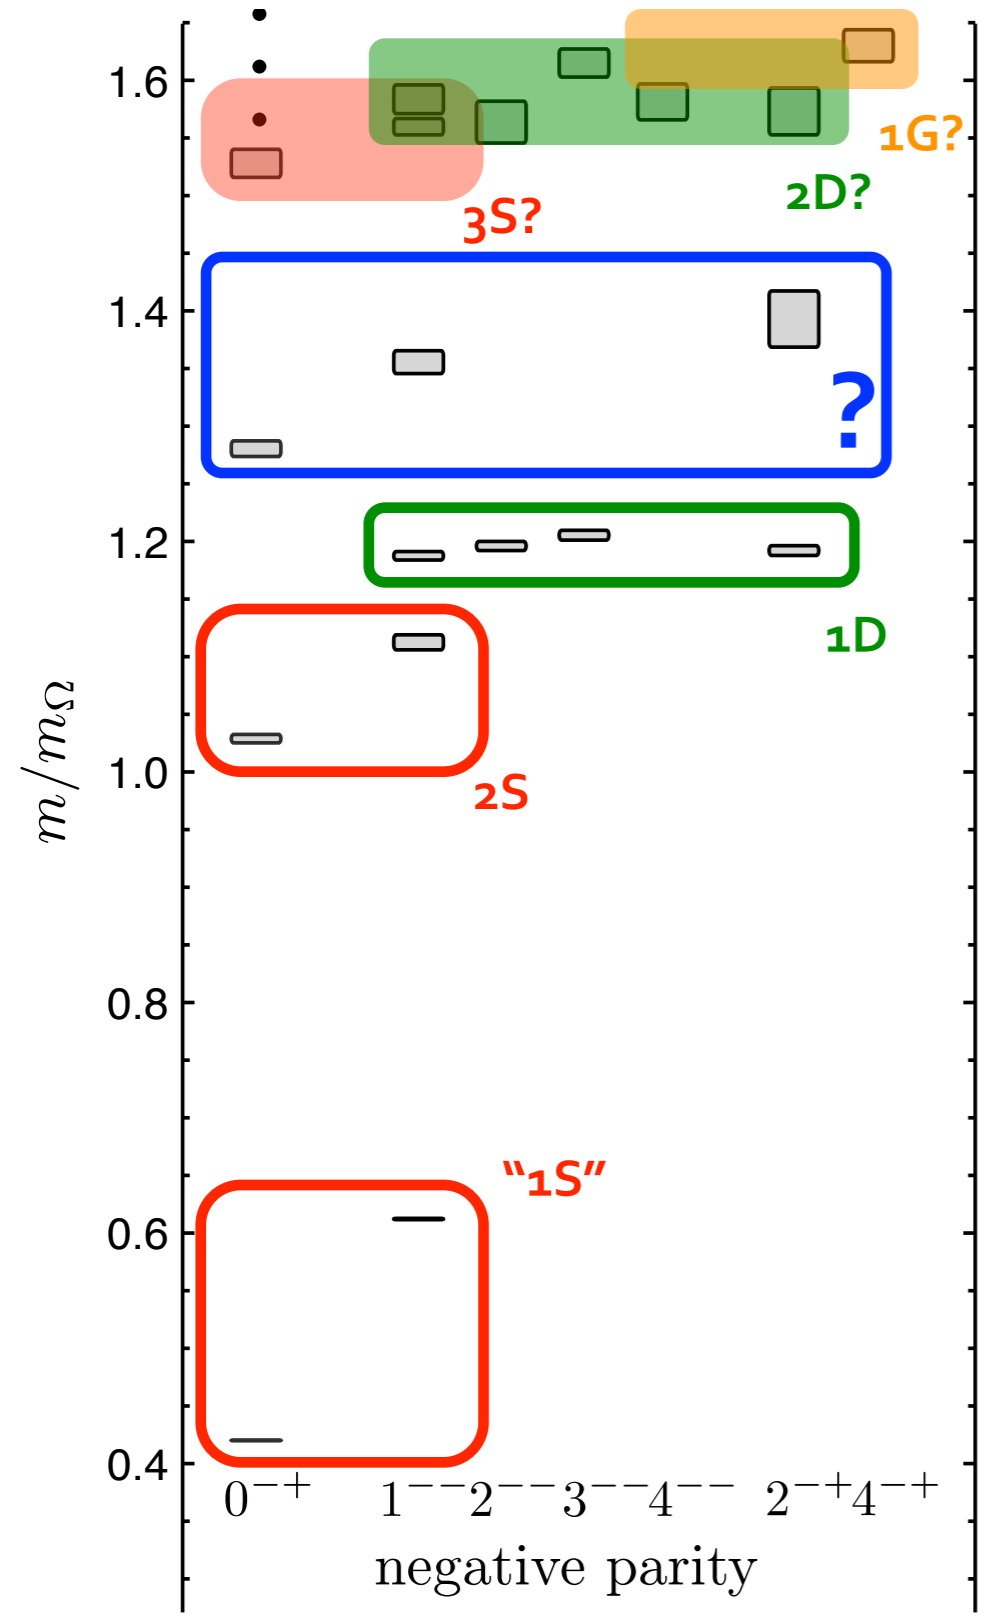 1.6
1G?
2D?
3S?
1.4
?
1.2
1D
m/mΩ
1.0
2S
0.8
“1S”
0.6
0.4
0⁻⁺ 1⁻⁻ 2⁻⁻ 3⁻⁻ 4⁻⁻ 2⁻⁺ 4⁻⁺
negative parity